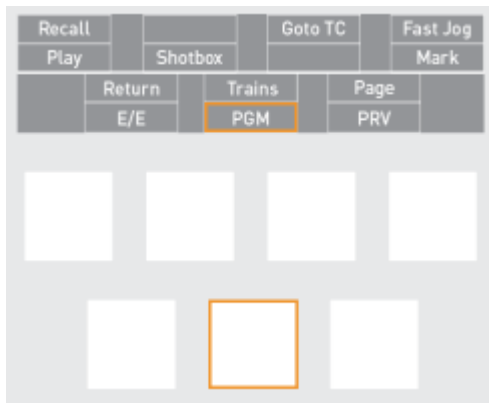 Recall Goto TC Fast Jog
Play Shotbox Mark
Return Trains Page
E/E PGM PRV